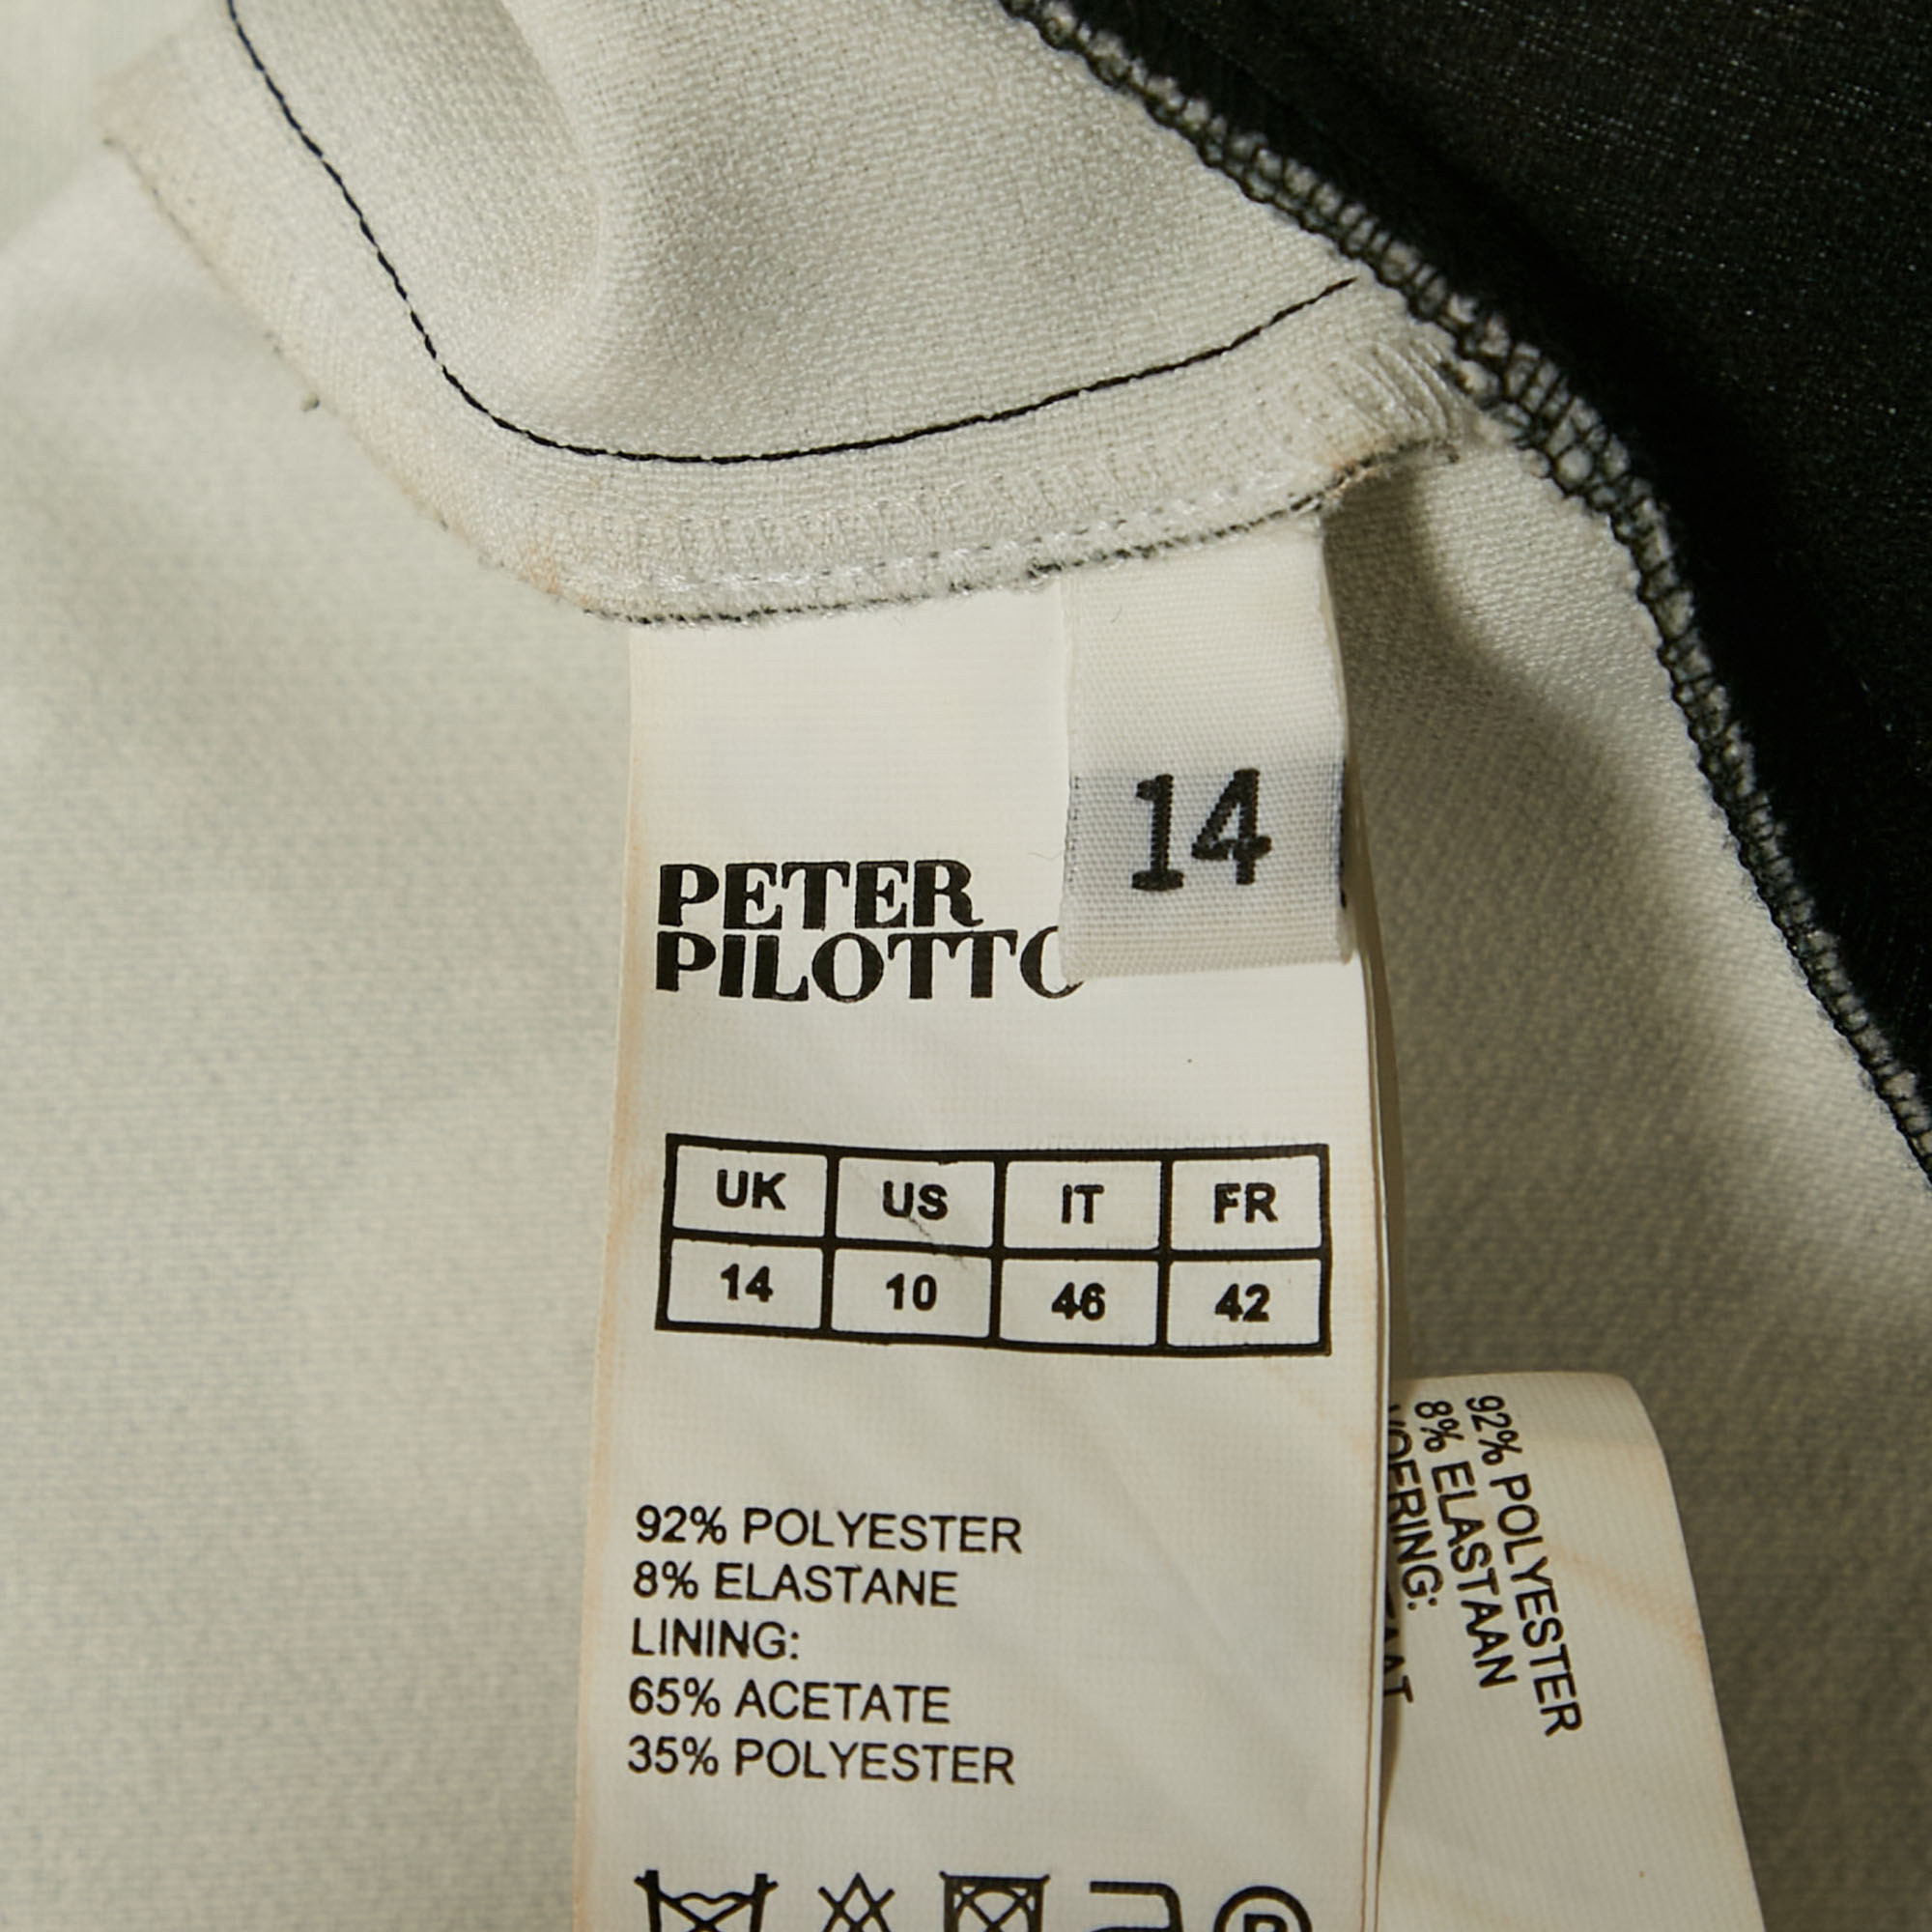 14
PETER
PILOTTO
UK US IT FR
14 10 46 42
92% POLYESTER
8% ELASTANE
LINING:
65% ACETATE
35% POLYESTER
P
92% POLYESTER
8% ELASTAAN
VOERING: